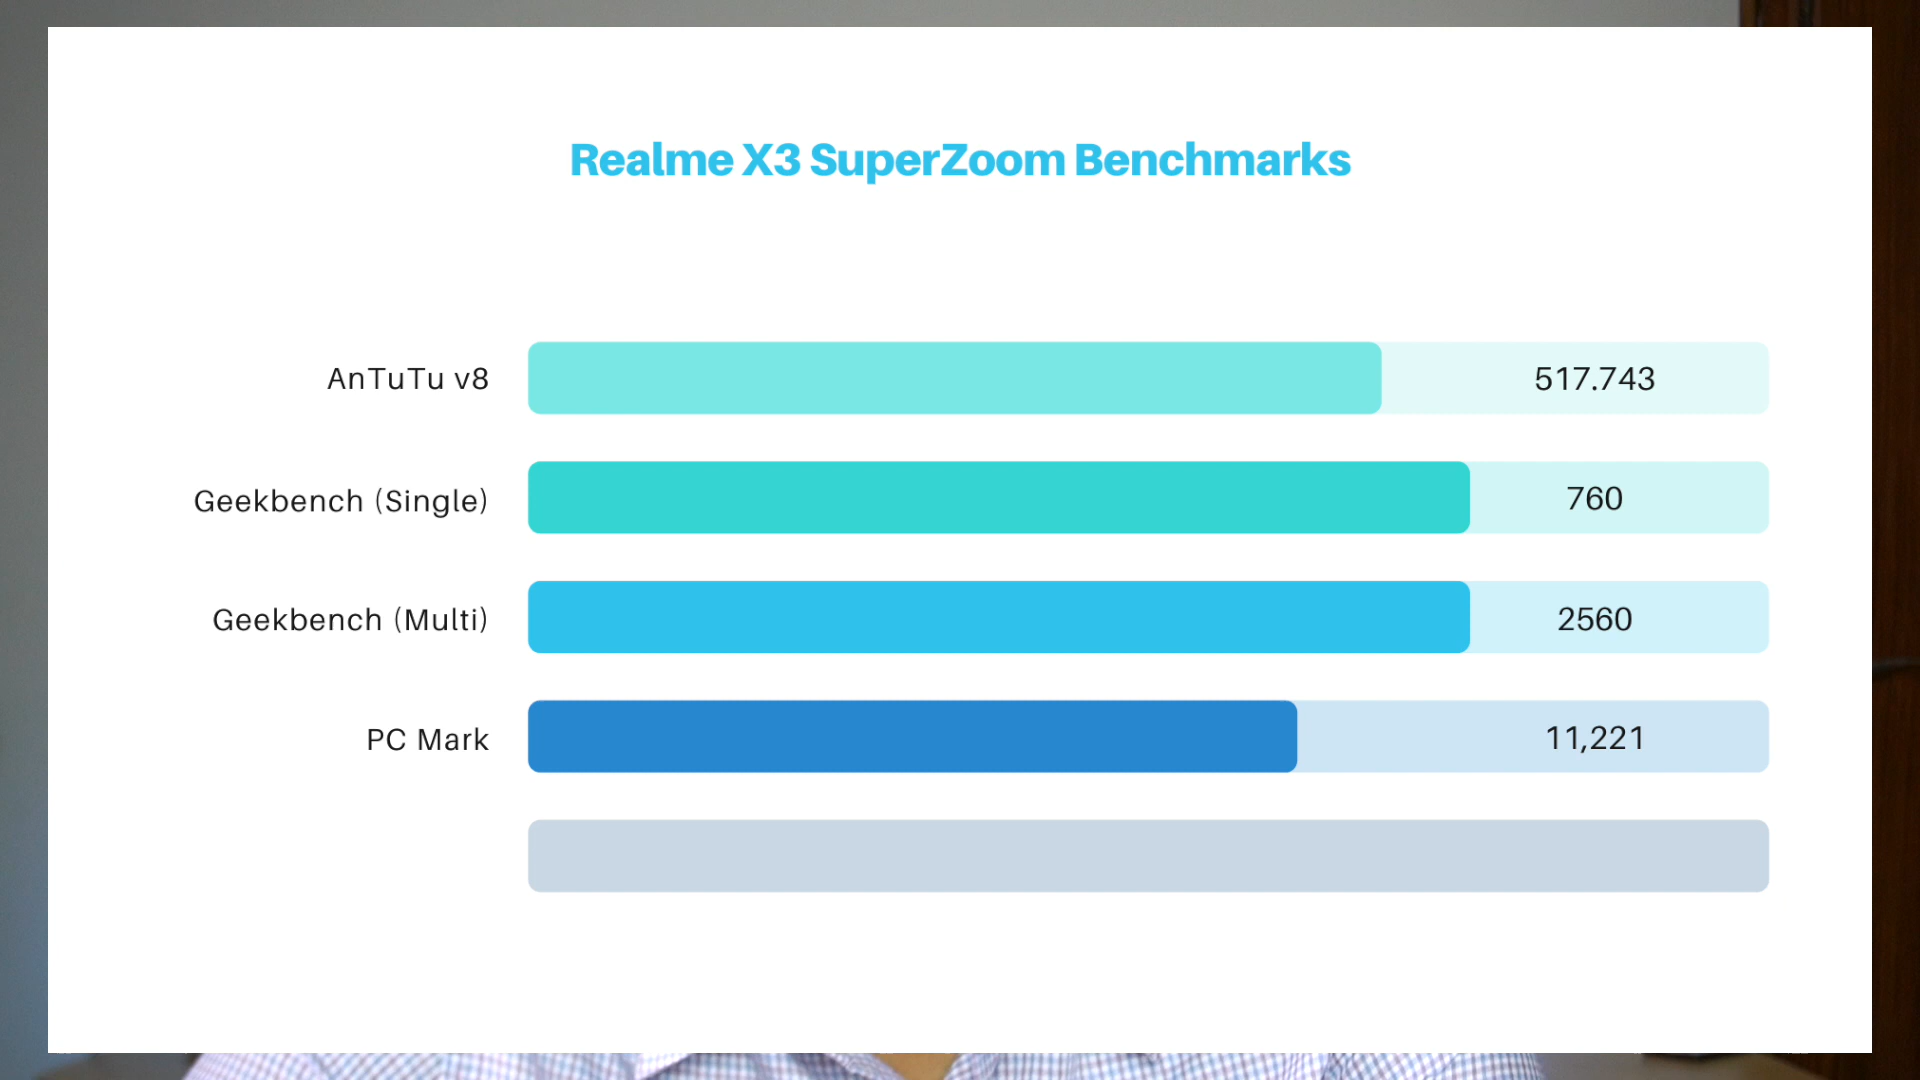 Realme X3 SuperZoom Benchmarks
AnTuTu v8 517.743
Geekbench (Single) 760
Geekbench (Multi) 2560
PC Mark 11,221